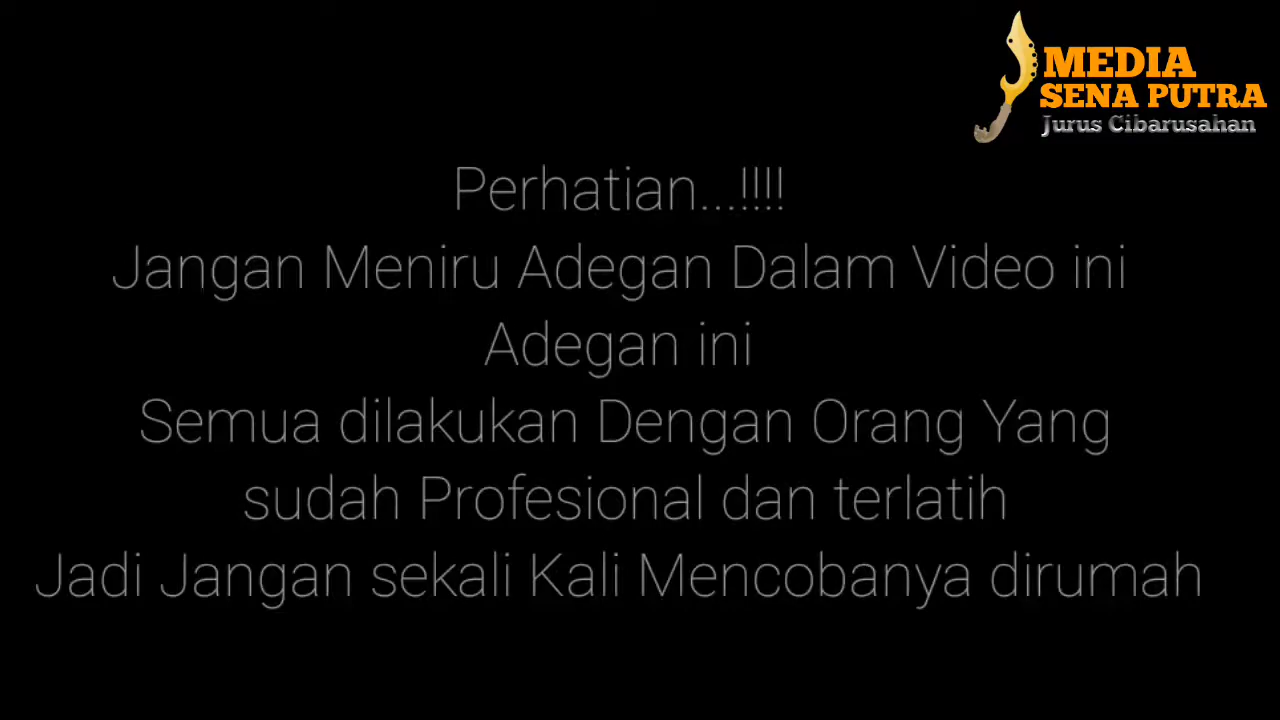 MEDIA
SENA PUTRA
Jurus Cibarusahan
Perhatian...!!!!
Jangan Meniru Adegan Dalam Video ini
Adegan ini
Semua dilakukan Dengan Orang Yang
sudah Profesional dan terlatih
Jadi Jangan sekali Kali Mencobanya dirumah